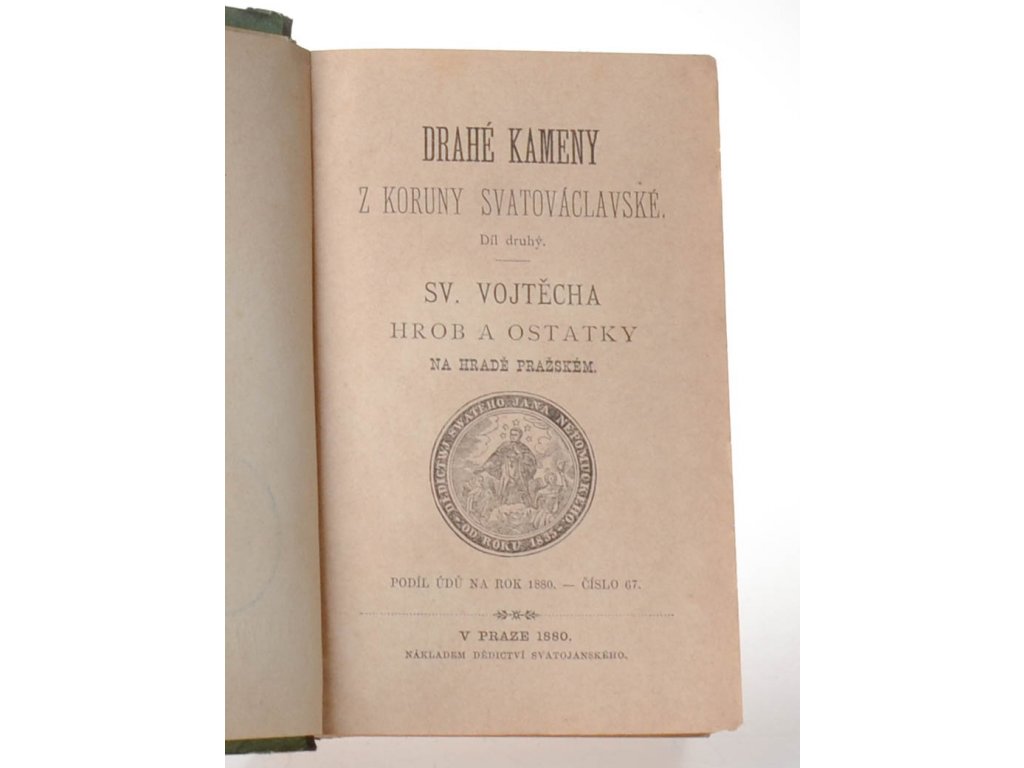 DRAHÉ KAMENY
Z KORUNY SVATOVÁCLAVSKÉ.
Díl druhý.
SV. VOJTĚCHA
HROB A OSTATKY
NA HRADĚ PRAŽSKÉM.
DĚDICTWJ SWATÉHO JANA NEPOMUCKÉHO.
OD ROKU 1835
PODÍL ÚDŮ NA ROK 1880. — ČÍSLO 67.
V PRAZE 1880.
NÁKLADEM DĚDICTVÍ SVATOJANSKÉHO.